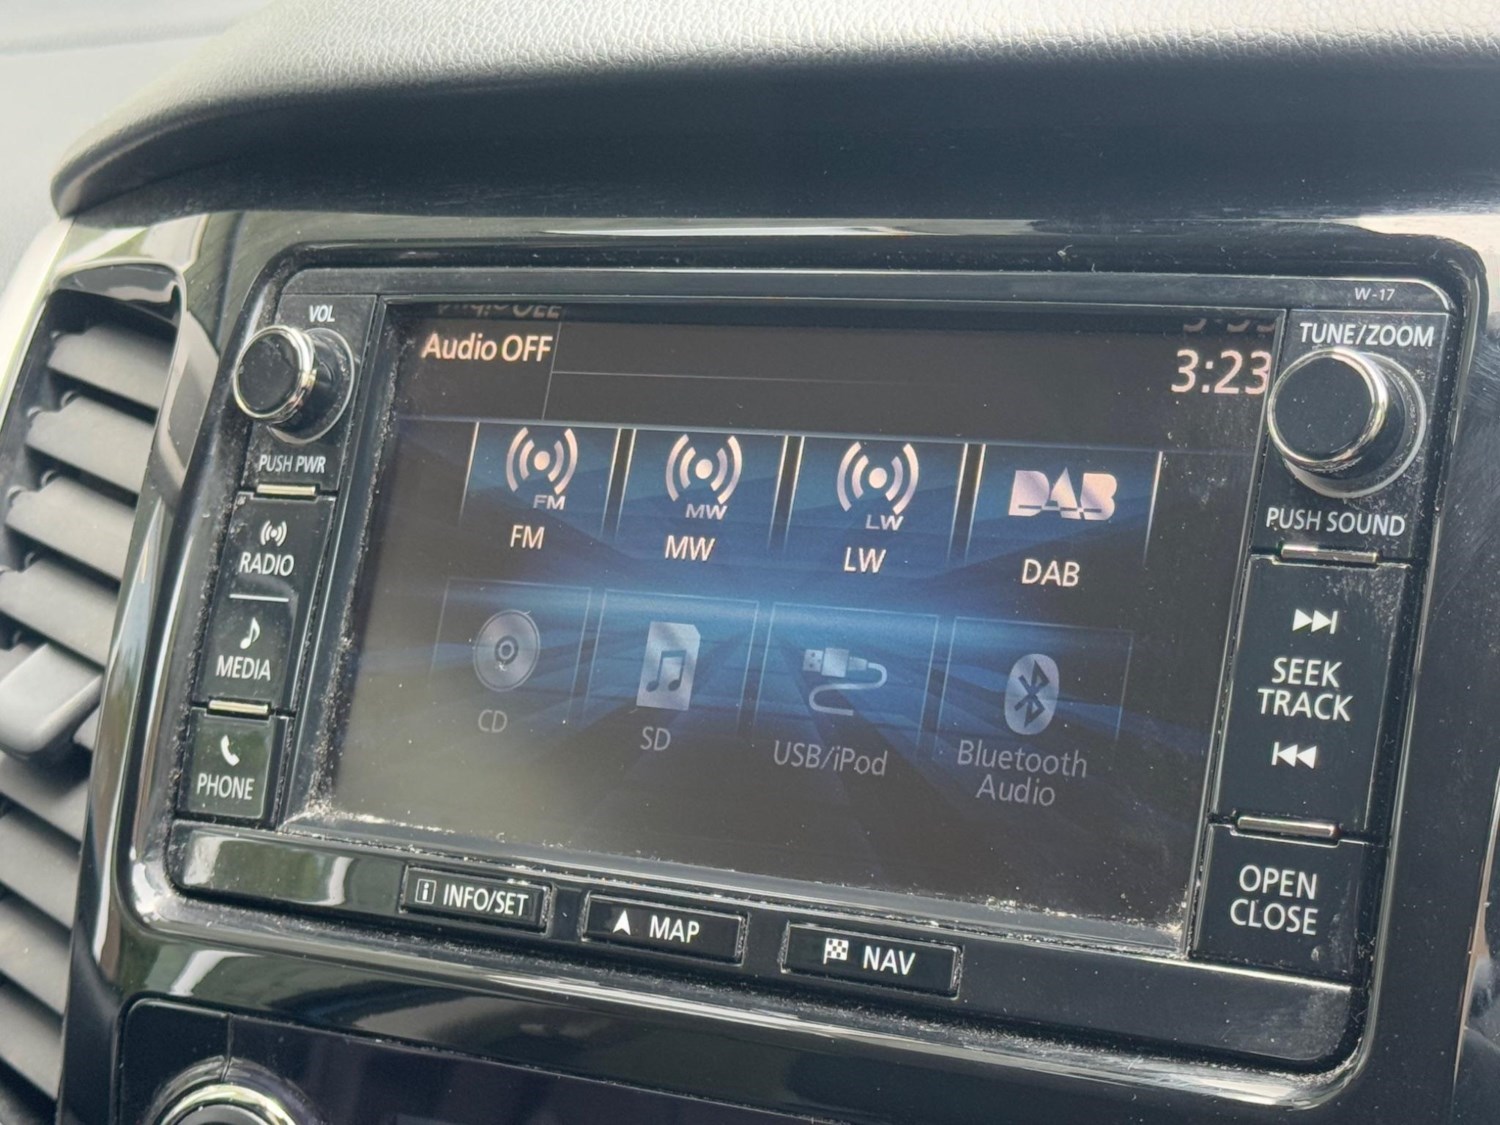 W-17
VOL
TUNE/ZOOM
Audio OFF
3:23
PUSH PWR
PUSH SOUND
FM
MW
LW
DAB
FM
MW
LW
DAB
RADIO
MEDIA
PHONE
CD
SD
USB/iPod
Bluetooth
Audio
SEEK
TRACK
OPEN
CLOSE
i INFO/SET
MAP
NAV